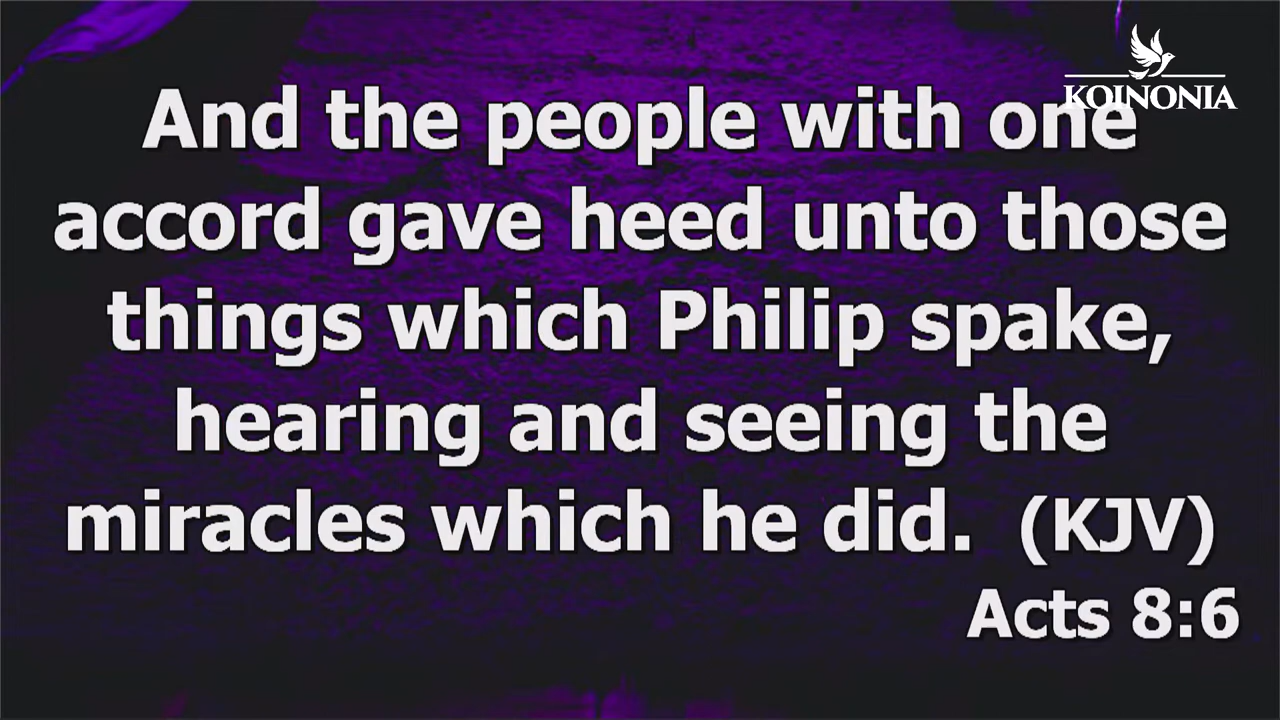 KOINONIA
And the people with one
accord gave heed unto those
things which Philip spake,
hearing and seeing the
miracles which he did. (KJV)
Acts 8:6